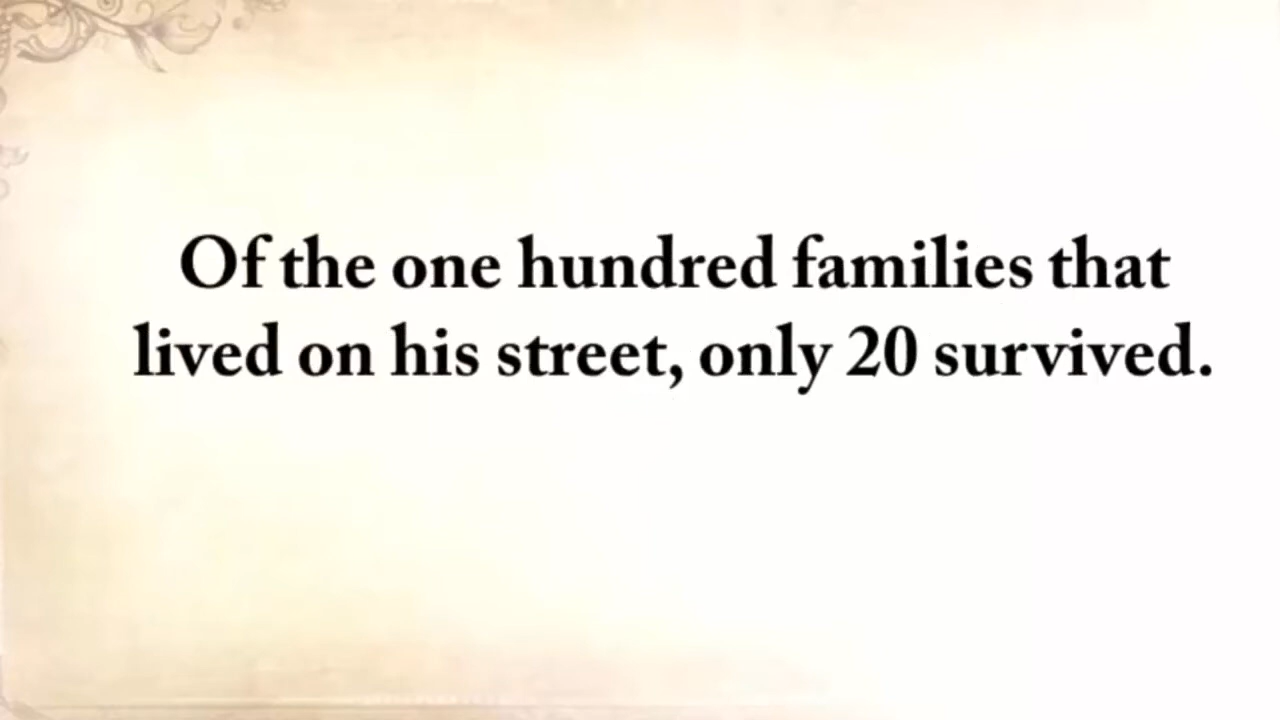 Of the one hundred families that
lived on his street, only 20 survived.